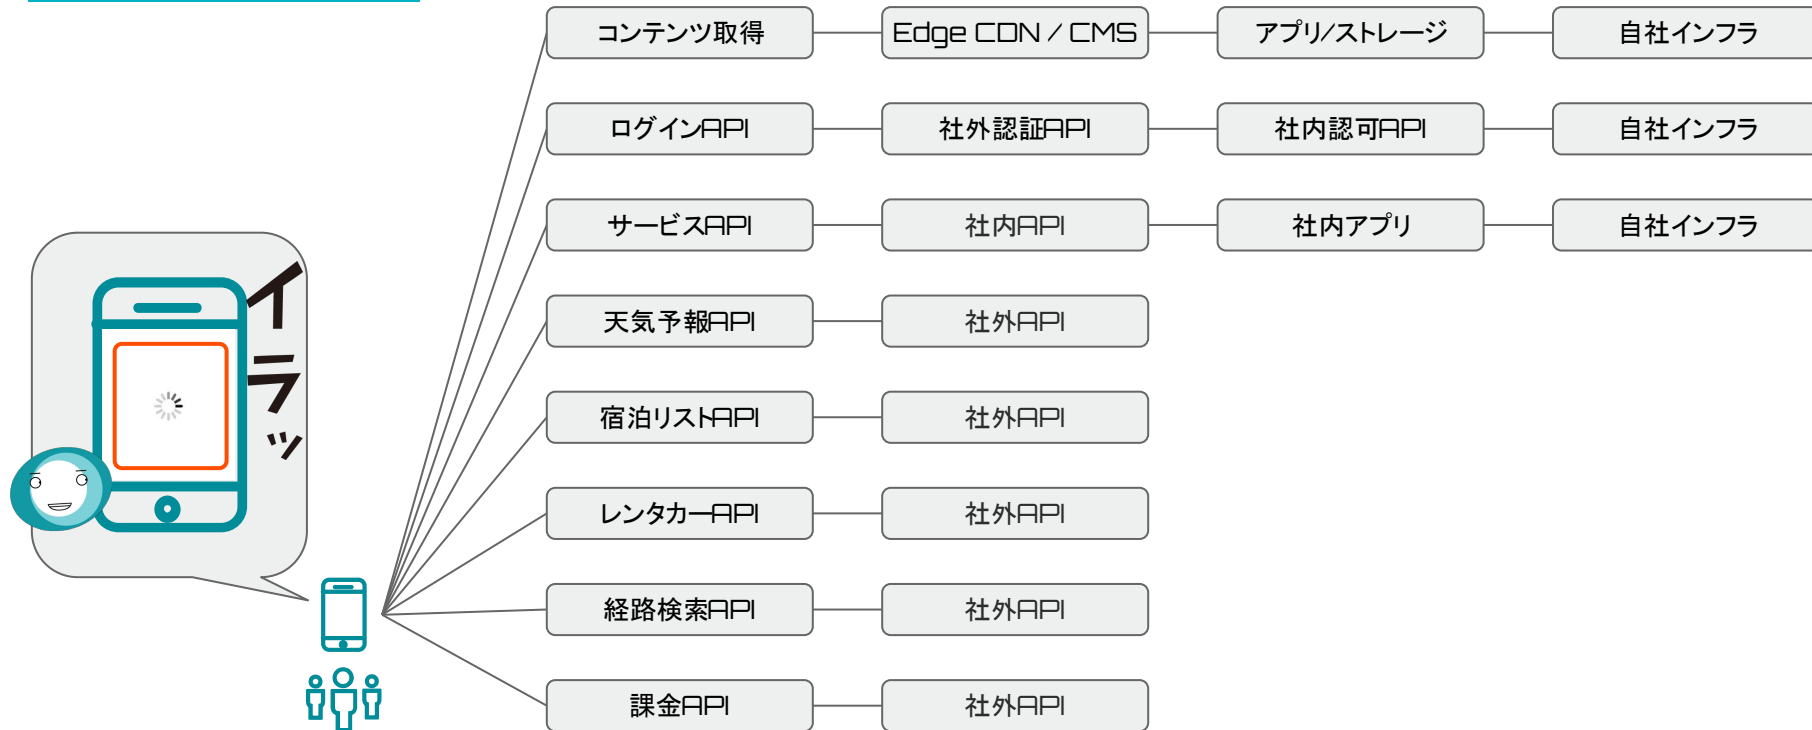 コンテンツ取得
Edge CDN / CMS
アプリ/ストレージ
自社インフラ
ログインAPI
社外認証API
社内認可API
自社インフラ
サービスAPI
社内API
社内アプリ
自社インフラ
天気予報API
社外API
宿泊リストAPI
社外API
レンタカーAPI
社外API
経路検索API
社外API
課金API
社外API
イラッ